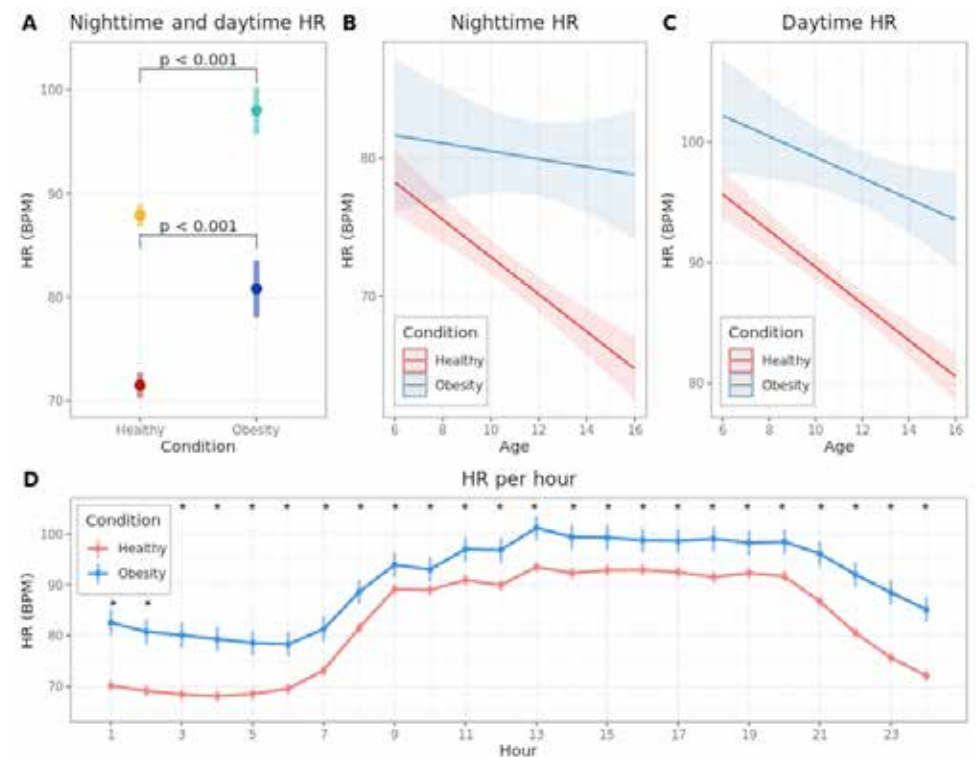 A Nighttime and daytime HR
p < 0.001
p < 0.001
100
90
80
70
HR (BPM)
Healthy
Obesity
Condition
B Nighttime HR
80
70
HR (BPM)
Condition
Healthy
Obesity
6 8 10 12 14 16
Age
C Daytime HR
100
90
80
HR (BPM)
Condition
Healthy
Obesity
6 8 10 12 14 16
Age
D HR per hour
* * * * * * * * * * * * * * * * * * * * * *
Condition
Healthy
Obesity
* *
100
90
80
70
HR (BPM)
1 3 5 7 9 11 13 15 17 19 21 23
Hour